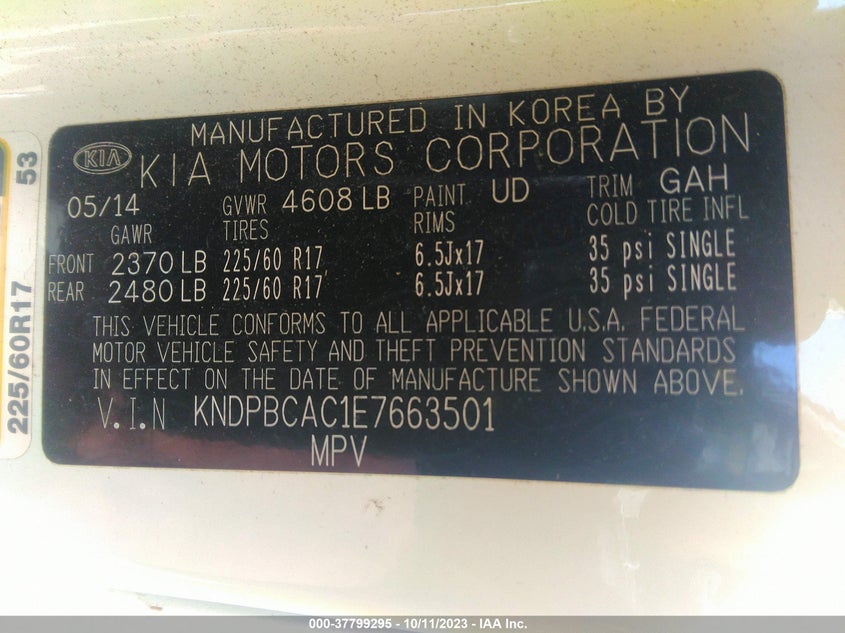 MANUFACTURED IN KOREA BY
KIA KIA MOTORS CORPORATION
05/14 GVWR 4608 LB PAINT UD TRIM GAH
GAWR TIRES RIMS COLD TIRE INFL
FRONT 2370 LB 225/60 R17 6.5Jx17 35 psi SINGLE
REAR 2480 LB 225/60 R17 6.5Jx17 35 psi SINGLE
THIS VEHICLE CONFORMS TO ALL APPLICABLE U.S.A. FEDERAL
MOTOR VEHICLE SAFETY AND THEFT PREVENTION STANDARDS
IN EFFECT ON THE DATE OF MANUFACTURE SHOWN ABOVE.
V.I.N KNDPBCAC1E7663501
MPV
225/60R17 53
000-37799295 - 10/11/2023 - IAA Inc.